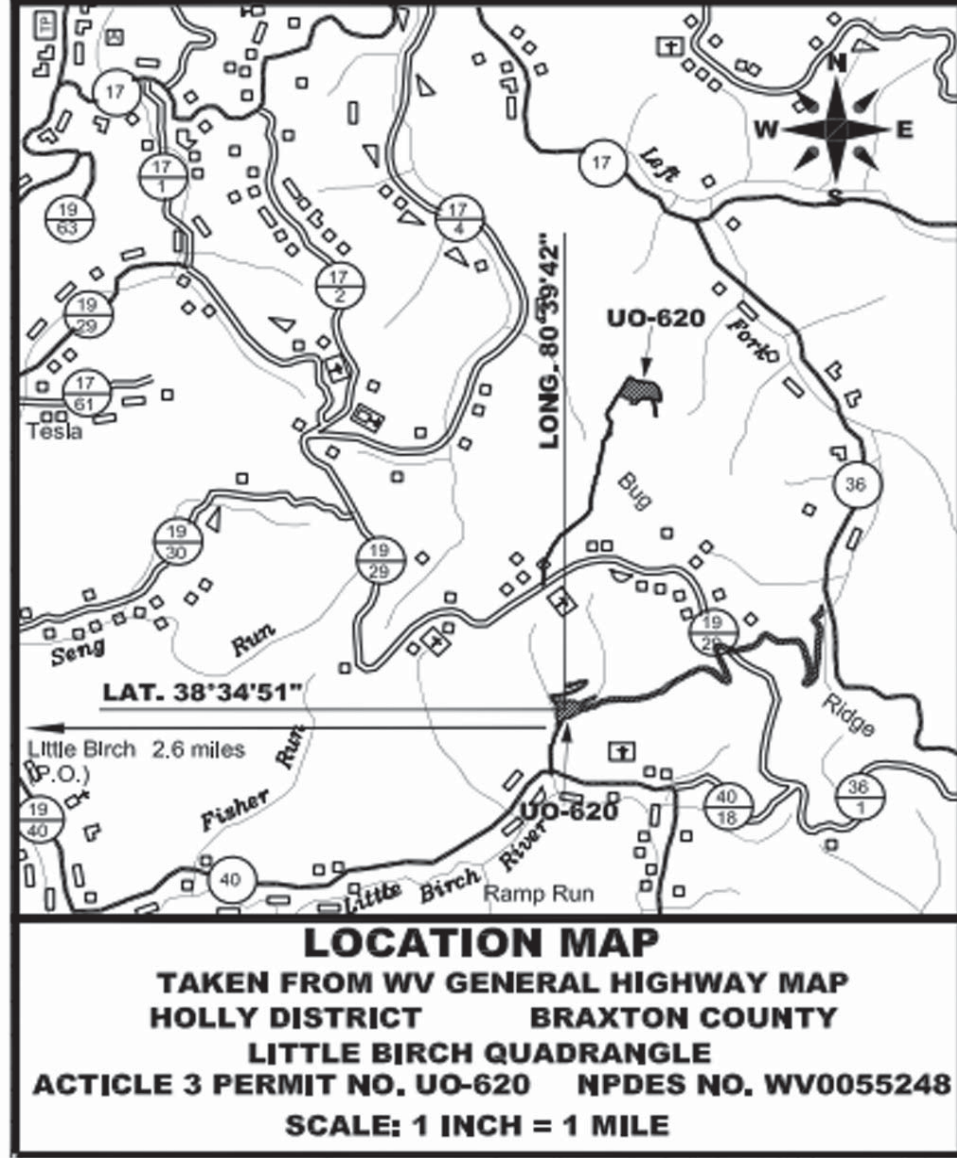 TP
N
17
W E
17
Left
17
1
S
19
63
17
4
17
2
LONG. 80°39'42"
19
29
UO-620
Fork
17
61
Tesla
Bug
36
19
30
19
29
19
29
Seng
Run
LAT. 38°34'51"
Ridge
Little Birch 2.6 miles
(P.O.)
Run
Fisher
19
40
40
18
36
1
UO-620
River
40
Little Birch
Ramp Run
LOCATION MAP
TAKEN FROM WV GENERAL HIGHWAY MAP
HOLLY DISTRICT BRAXTON COUNTY
LITTLE BIRCH QUADRANGLE
ACTICLE 3 PERMIT NO. UO-620 NPDES NO. WV0055248
SCALE: 1 INCH = 1 MILE